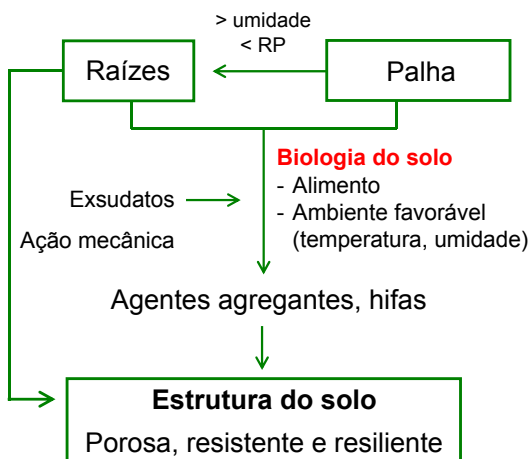 > umidade
< RP
Raízes
Palha
Biologia do solo
- Alimento
- Ambiente favorável
(temperatura, umidade)
Exsudatos
Ação mecânica
Agentes agregantes, hifas
Estrutura do solo
Porosa, resistente e resiliente